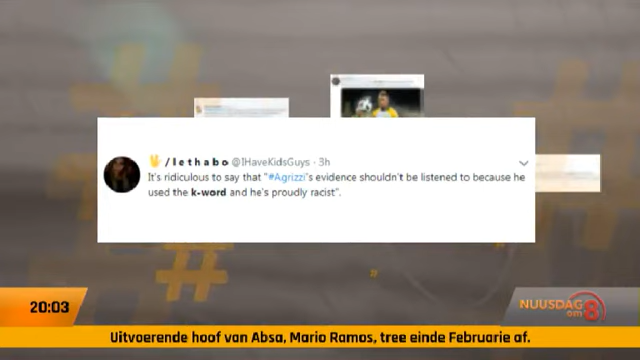 / l e t h a b o @IHaveKidsGuys · 3h
It's ridiculous to say that "#Agrizzi's evidence shouldn't be listened to because he
used the k-word and he's proudly racist".
20:03
NUUSDAG
om 8
Uitvoerende hoof van Absa, Mario Ramos, tree einde Februarie af.